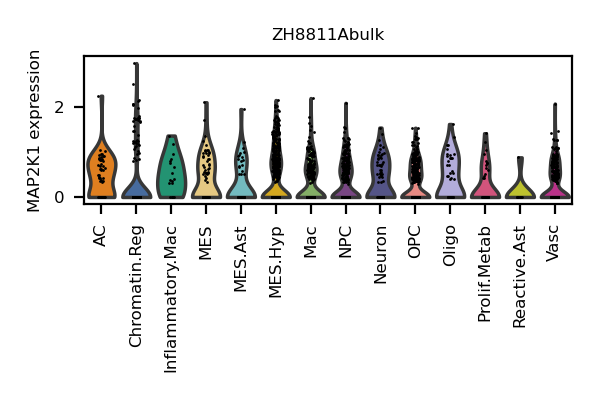 ZH8811Abulk
MAP2K1 expression
2
0
AC
Chromatin.Reg
Inflammatory.Mac
MES
MES.Ast
MES.Hyp
Mac
NPC
Neuron
OPC
Oligo
Prolif.Metab
Reactive.Ast
Vasc